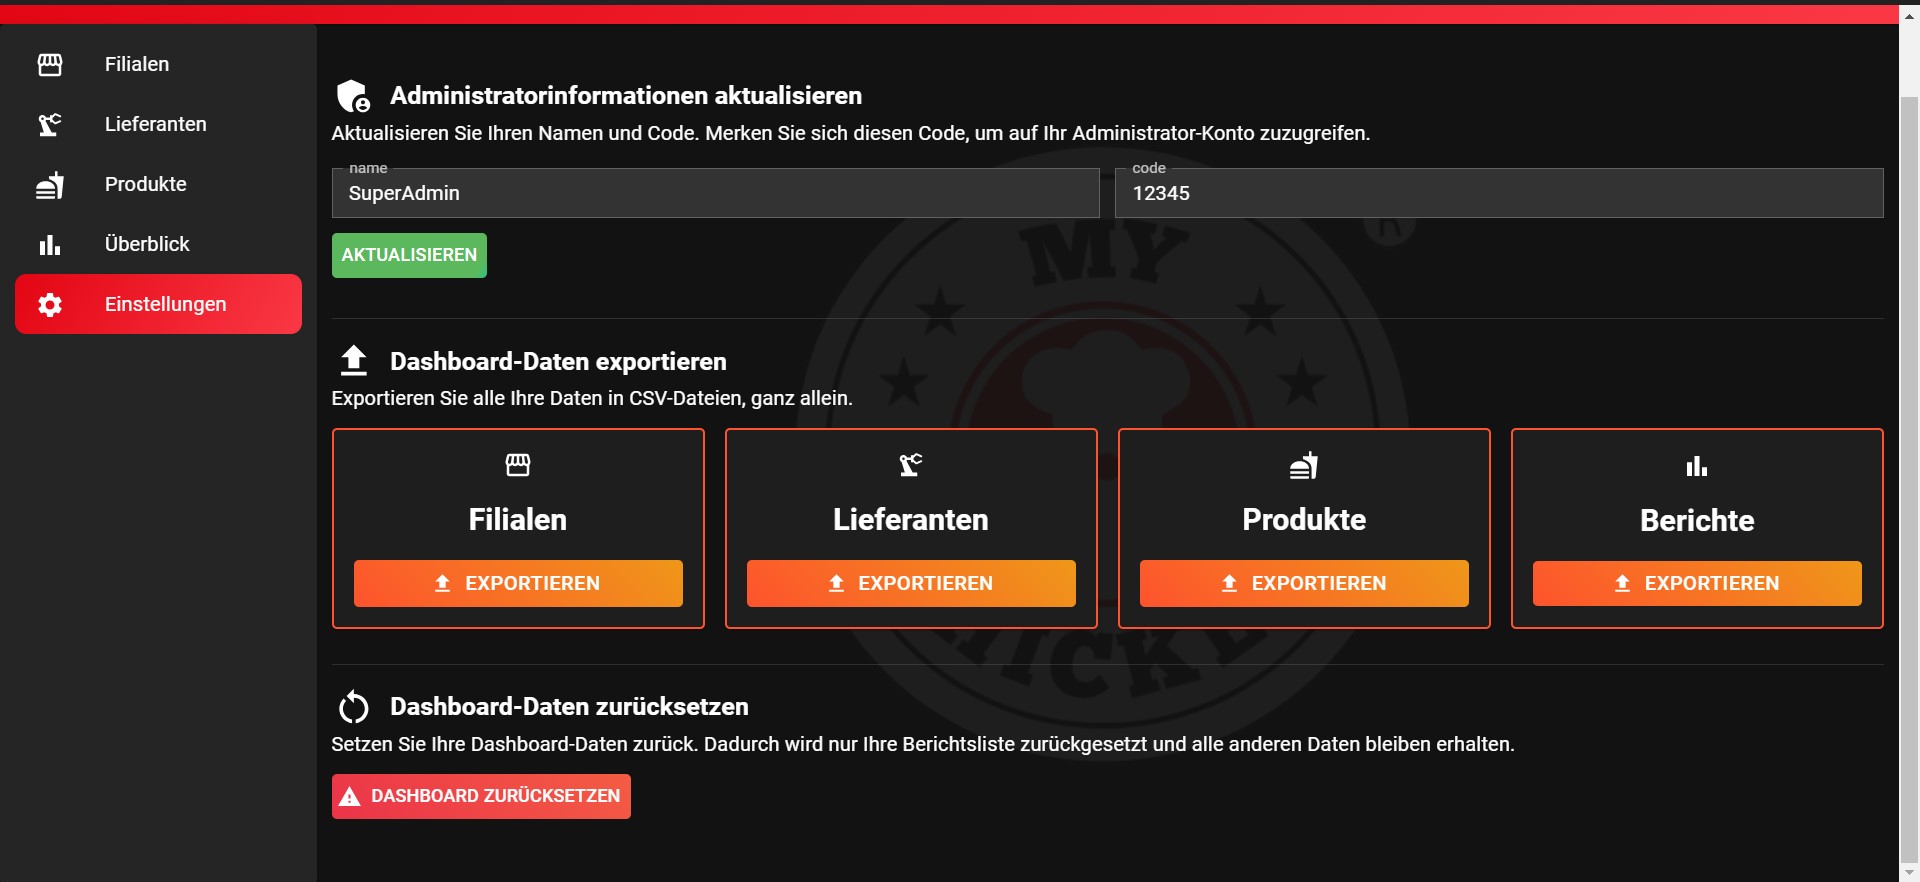 Filialen
Lieferanten
Produkte
Überblick
Einstellungen
Administratorinformationen aktualisieren
Aktualisieren Sie Ihren Namen und Code. Merken Sie sich diesen Code, um auf Ihr Administrator-Konto zuzugreifen.
name
SuperAdmin
code
12345
AKTUALISIEREN
MY
®
Dashboard-Daten exportieren
Exportieren Sie alle Ihre Daten in CSV-Dateien, ganz allein.
Filialen
EXPORTIEREN
Lieferanten
EXPORTIEREN
Produkte
EXPORTIEREN
Berichte
EXPORTIEREN
Dashboard-Daten zurücksetzen
Setzen Sie Ihre Dashboard-Daten zurück. Dadurch wird nur Ihre Berichtsliste zurückgesetzt und alle anderen Daten bleiben erhalten.
DASHBOARD ZURÜCKSETZEN